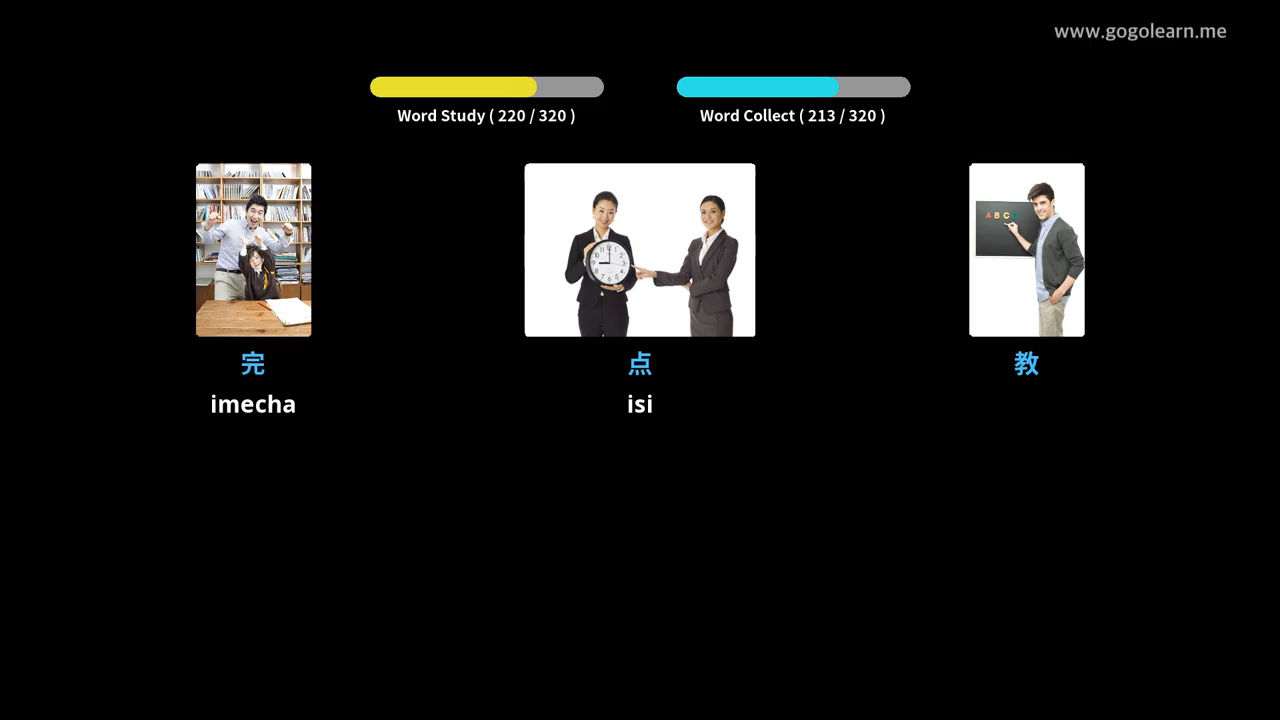 www.gogolearn.me
Word Study ( 220 / 320 )
Word Collect ( 213 / 320 )
A B C
完
点
教
imecha
isi